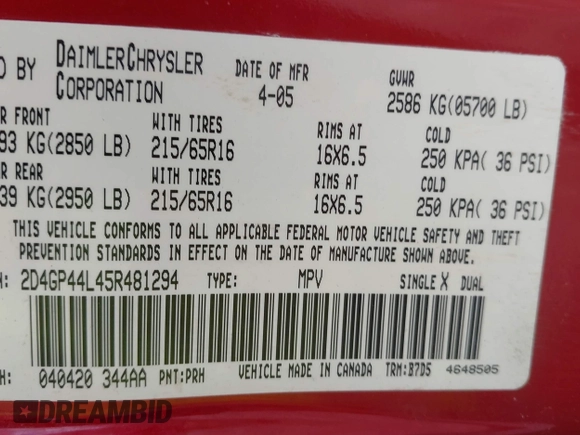 D BY DAIMLERCHRYSLER CORPORATION DATE OF MFR 4-05 GVWR 2586 KG(05700 LB)
R FRONT WITH TIRES RIMS AT COLD
93 KG(2850 LB) 215/65R16 16X6.5 250 KPA( 36 PSI)
R REAR WITH TIRES RIMS AT COLD
39 KG(2950 LB) 215/65R16 16X6.5 250 KPA( 36 PSI)
THIS VEHICLE CONFORMS TO ALL APPLICABLE FEDERAL MOTOR VEHICLE SAFETY AND THEFT
PREVENTION STANDARDS IN EFFECT ON THE DATE OF MANUFACTURE SHOWN ABOVE.
: 2D4GP44L45R481294 TYPE: MPV SINGLE X DUAL
H: 040420 344AA PNT:PRH VEHICLE MADE IN CANADA TRM:B7D5 4648505
DREAMBID